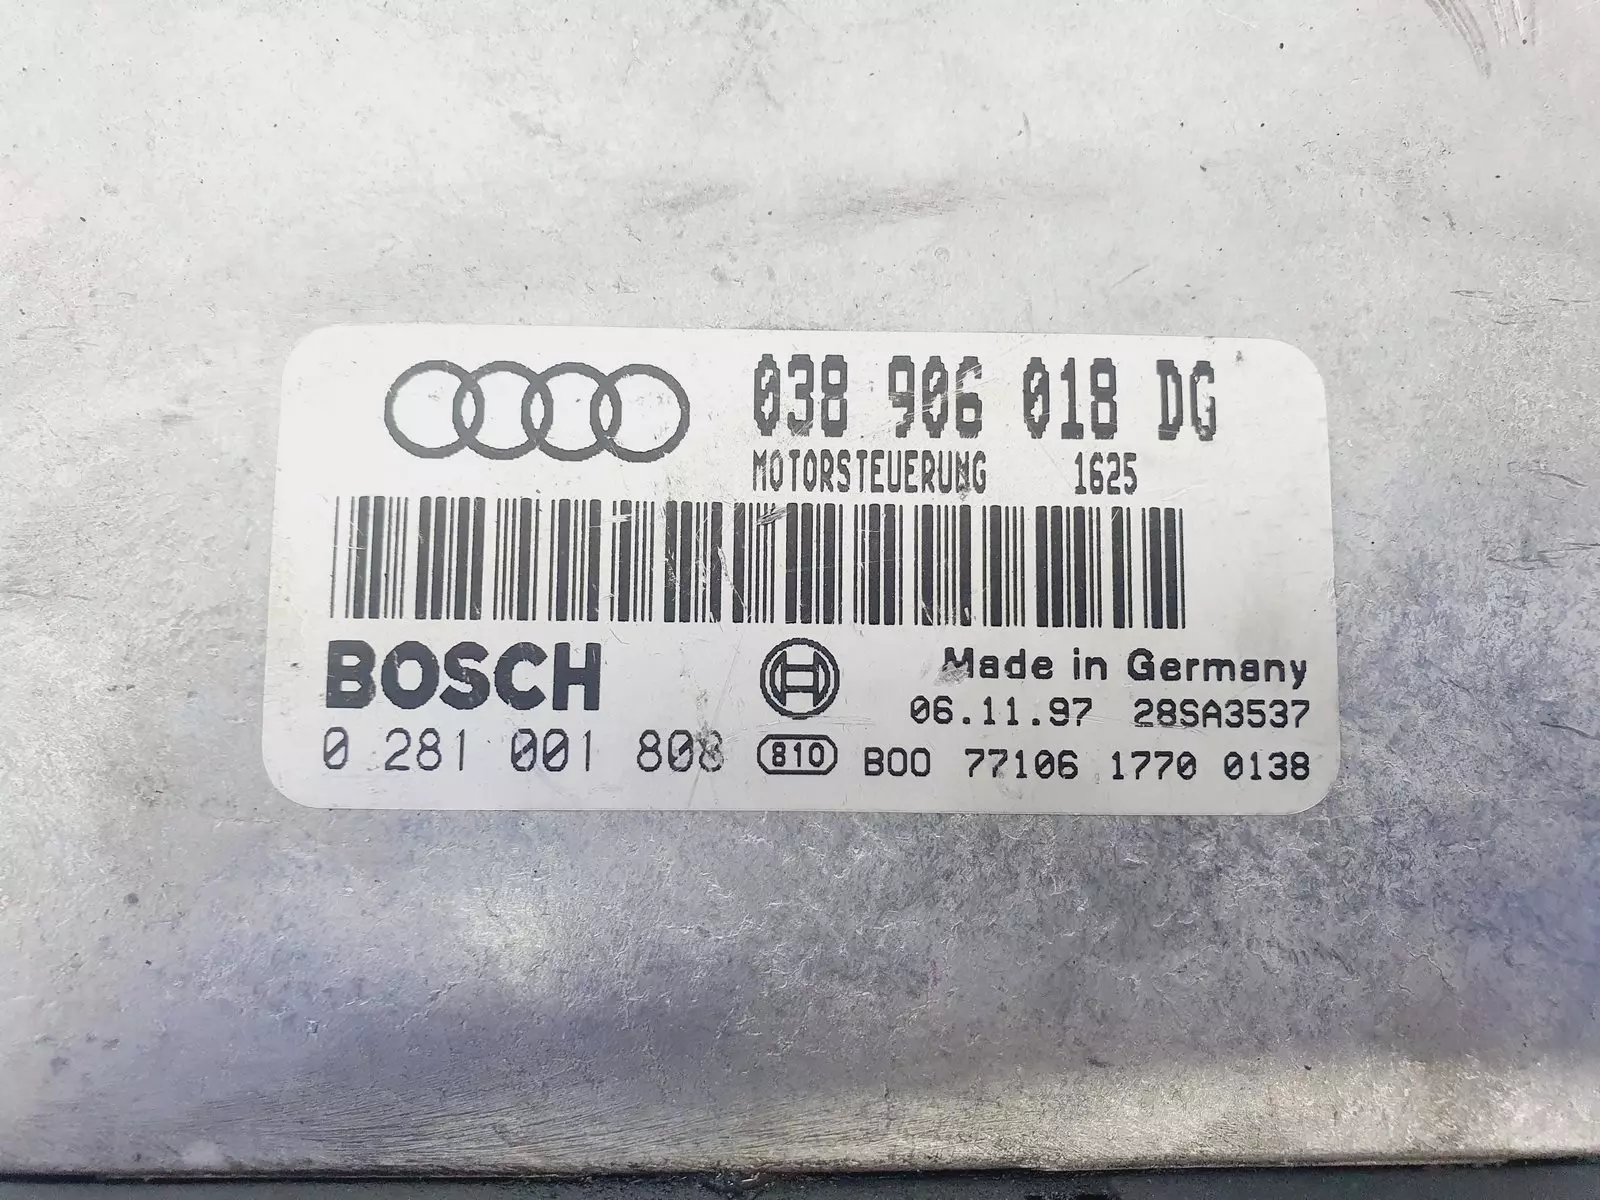 038 906 018 DG
MOTORSTEUERUNG 1625
BOSCH
Made in Germany
06.11.97 28SA3537
0 281 001 808 810 B00 77106 1770 0138